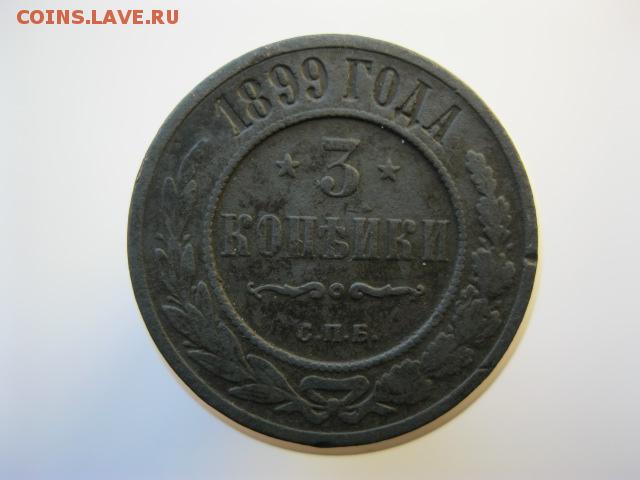 COINS.LAVE.RU
1899 ГОДА
3
КОПѢЙКИ
С.П.Б.